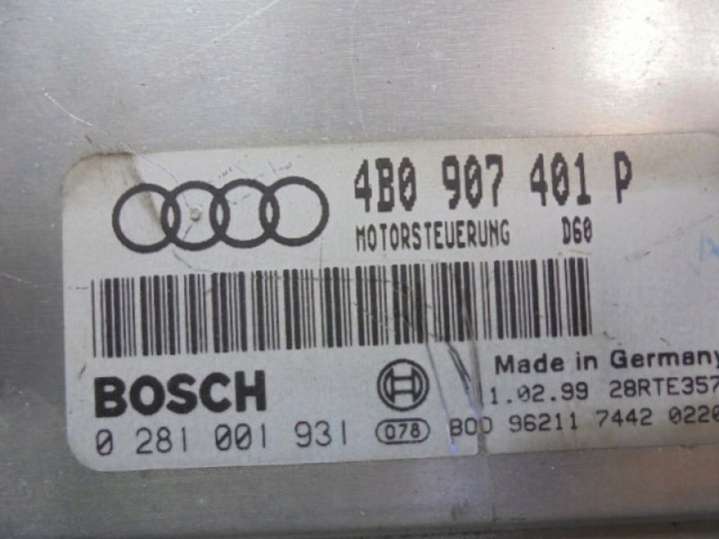 4B0 907 401 P
MOTORSTEUERUNG D60
Made in Germany
BOSCH
1.02.99 28RTE357
0 281 001 931 078 B00 96211 7442 0220